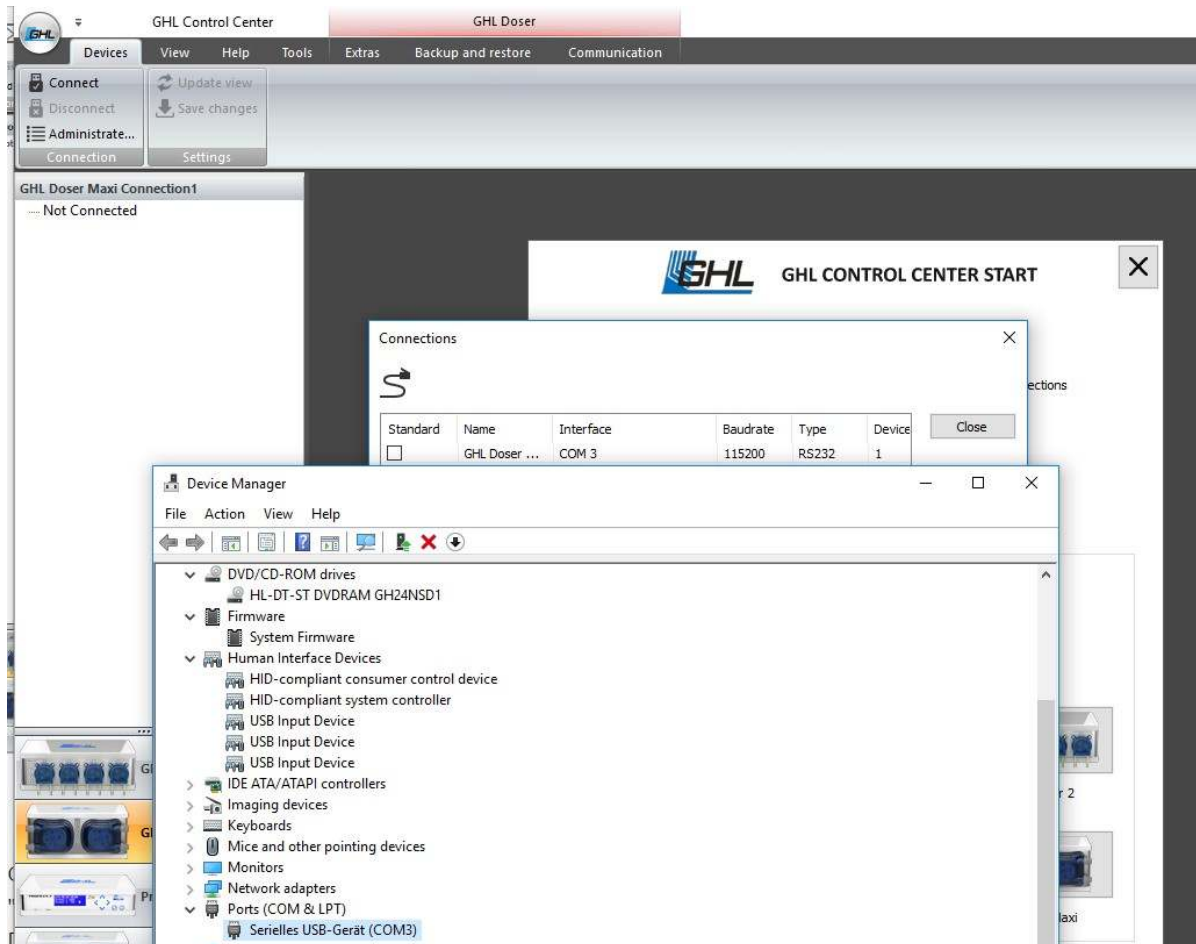 GHL
GHL Control Center
GHL Doser
Devices View Help Tools Extras Backup and restore Communication
Connect
Disconnect
Administrate...
Connection
Update view
Save changes
Settings
GHL Doser Maxi Connection1
Not Connected
GHL GHL CONTROL CENTER START
Connections
ections
Standard Name Interface Baudrate Type Device
GHL Doser ... COM 3 115200 RS232 1
Close
Device Manager
File Action View Help
DVD/CD-ROM drives
HL-DT-ST DVDRAM GH24NSD1
Firmware
System Firmware
Human Interface Devices
HID-compliant consumer control device
HID-compliant system controller
USB Input Device
USB Input Device
USB Input Device
IDE ATA/ATAPI controllers
Imaging devices
Keyboards
Mice and other pointing devices
Monitors
Network adapters
Ports (COM & LPT)
Serielles USB-Gerät (COM3)
r 2
laxi